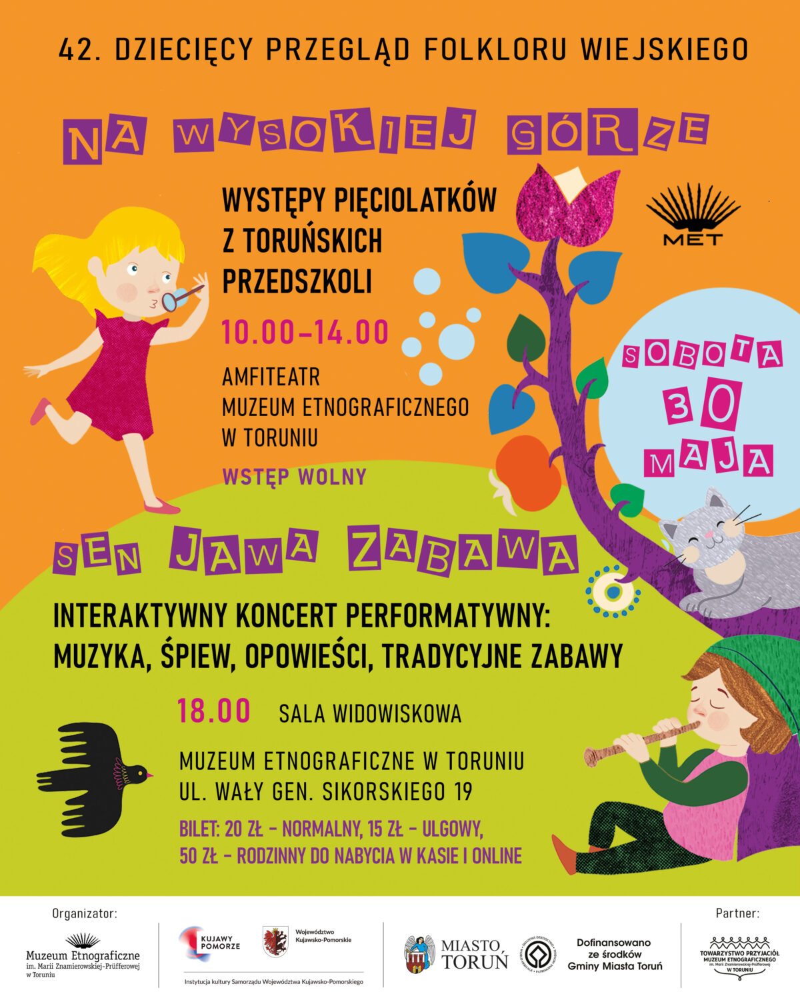 42. DZIECIĘCY PRZEGLĄD FOLKLORU WIEJSKIEGO
NA WYSOKIEJ GÓRZE
WYSTĘPY PIĘCIOLATKÓW
Z TORUŃSKICH
PRZEDSZKOLI
10.00–14.00
AMFITEATR
MUZEUM ETNOGRAFICZNEGO
W TORUNIU
WSTĘP WOLNY
MET
SOBOTA
30
MAJA
SEN JAWA ZABAWA
INTERAKTYWNY KONCERT PERFORMATYWNY:
MUZYKA, ŚPIEW, OPOWIEŚCI, TRADYCYJNE ZABAWY
18.00 SALA WIDOWISKOWA
MUZEUM ETNOGRAFICZNE W TORUNIU
UL. WAŁY GEN. SIKORSKIEGO 19
BILET: 20 ZŁ – NORMALNY, 15 ZŁ – ULGOWY,
50 ZŁ – RODZINNY DO NABYCIA W KASIE I ONLINE
Organizator:
Muzeum Etnograficzne
im. Marii Znamierowskiej-Prüfferowej
w Toruniu
KUJAWY
POMORZE
Województwo
Kujawsko-Pomorskie
Instytucja kultury Samorządu Województwa Kujawsko-Pomorskiego
MIASTO
TORUŃ
Dofinansowano
ze środków
Gminy Miasta Toruń
Partner:
TOWARZYSTWO PRZYJACIÓŁ
MUZEUM ETNOGRAFICZNEGO
im. Marii Znamierowskiej-Prüfferowej
W TORUNIU